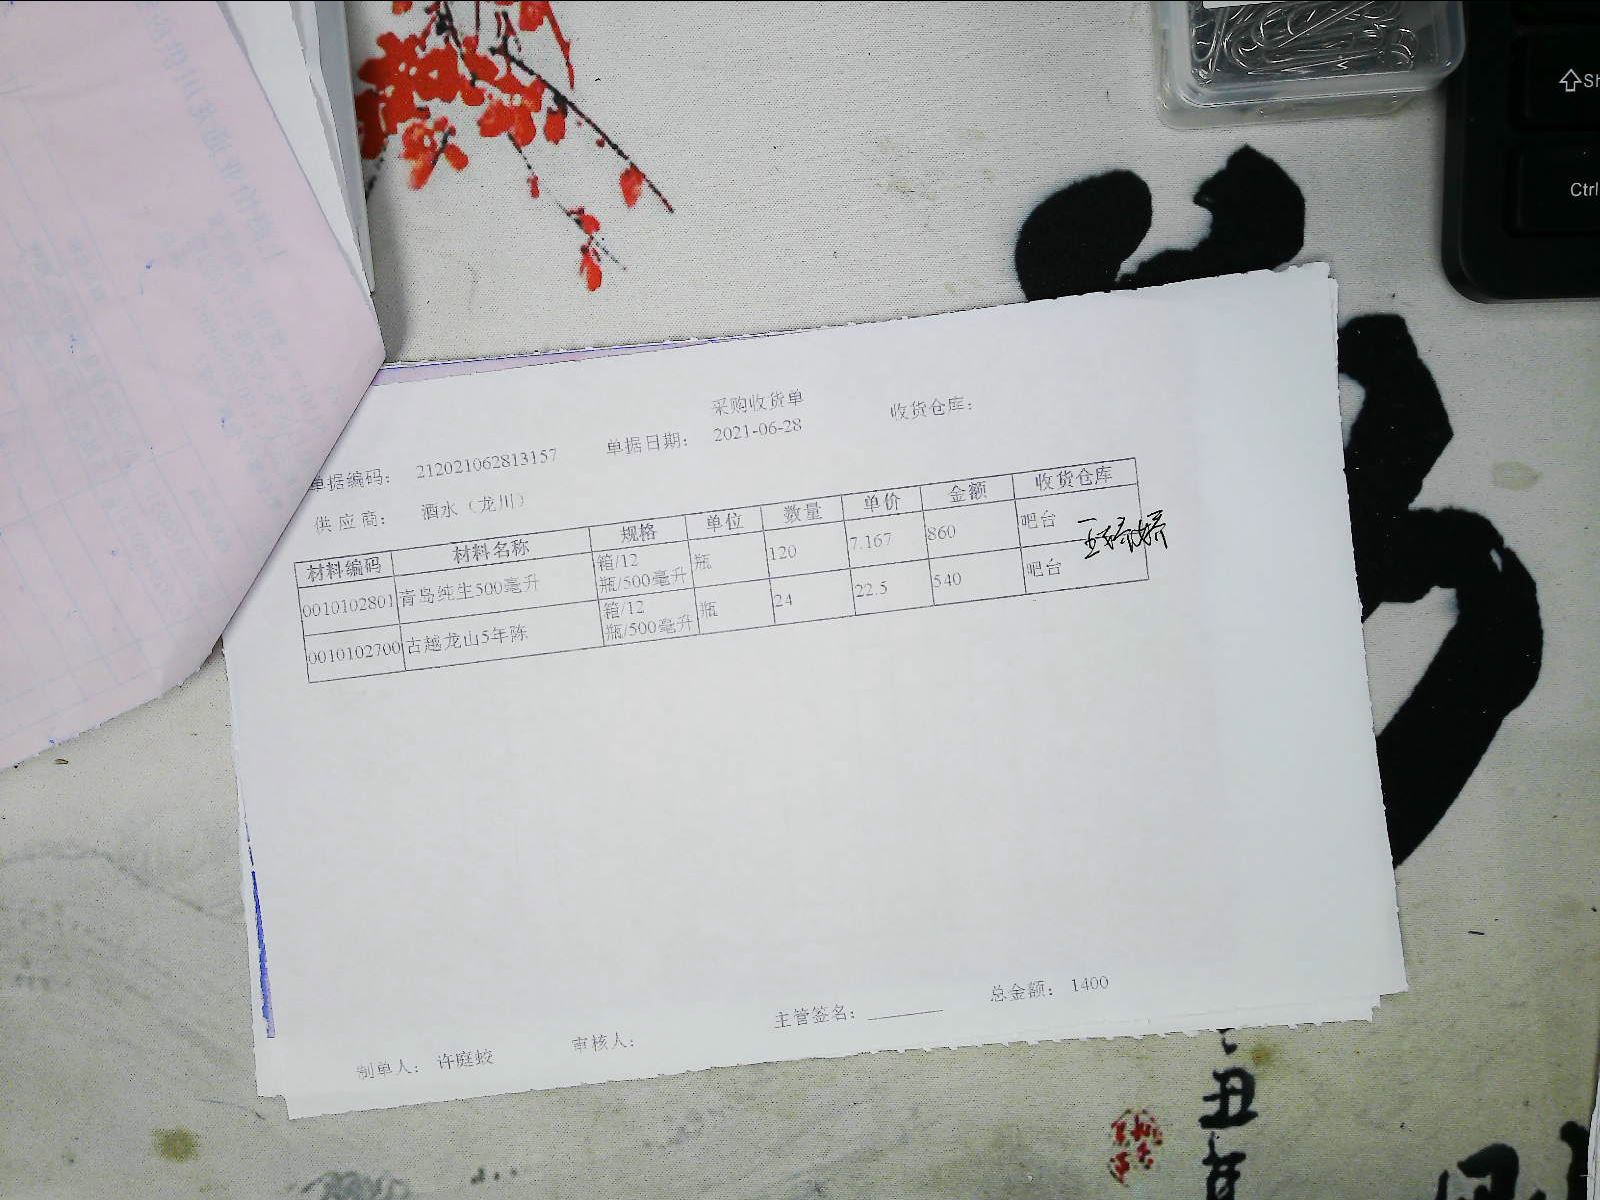 采购收货单
单据编码： 212021062813157 单据日期： 2021-06-28 收货仓库：
供 应 商： 酒水（龙川）
材料编码 材料名称 规格 单位 数量 单价 金额 收货仓库
0010102801 青岛纯生500毫升 箱/12瓶/500毫升 瓶 120 7.167 860 吧台
0010102700 古越龙山5年陈 箱/12瓶/500毫升 瓶 24 22.5 540 吧台
制单人： 许庭蛟 审核人： 主管签名： 总金额： 1400
Ctrl
丑